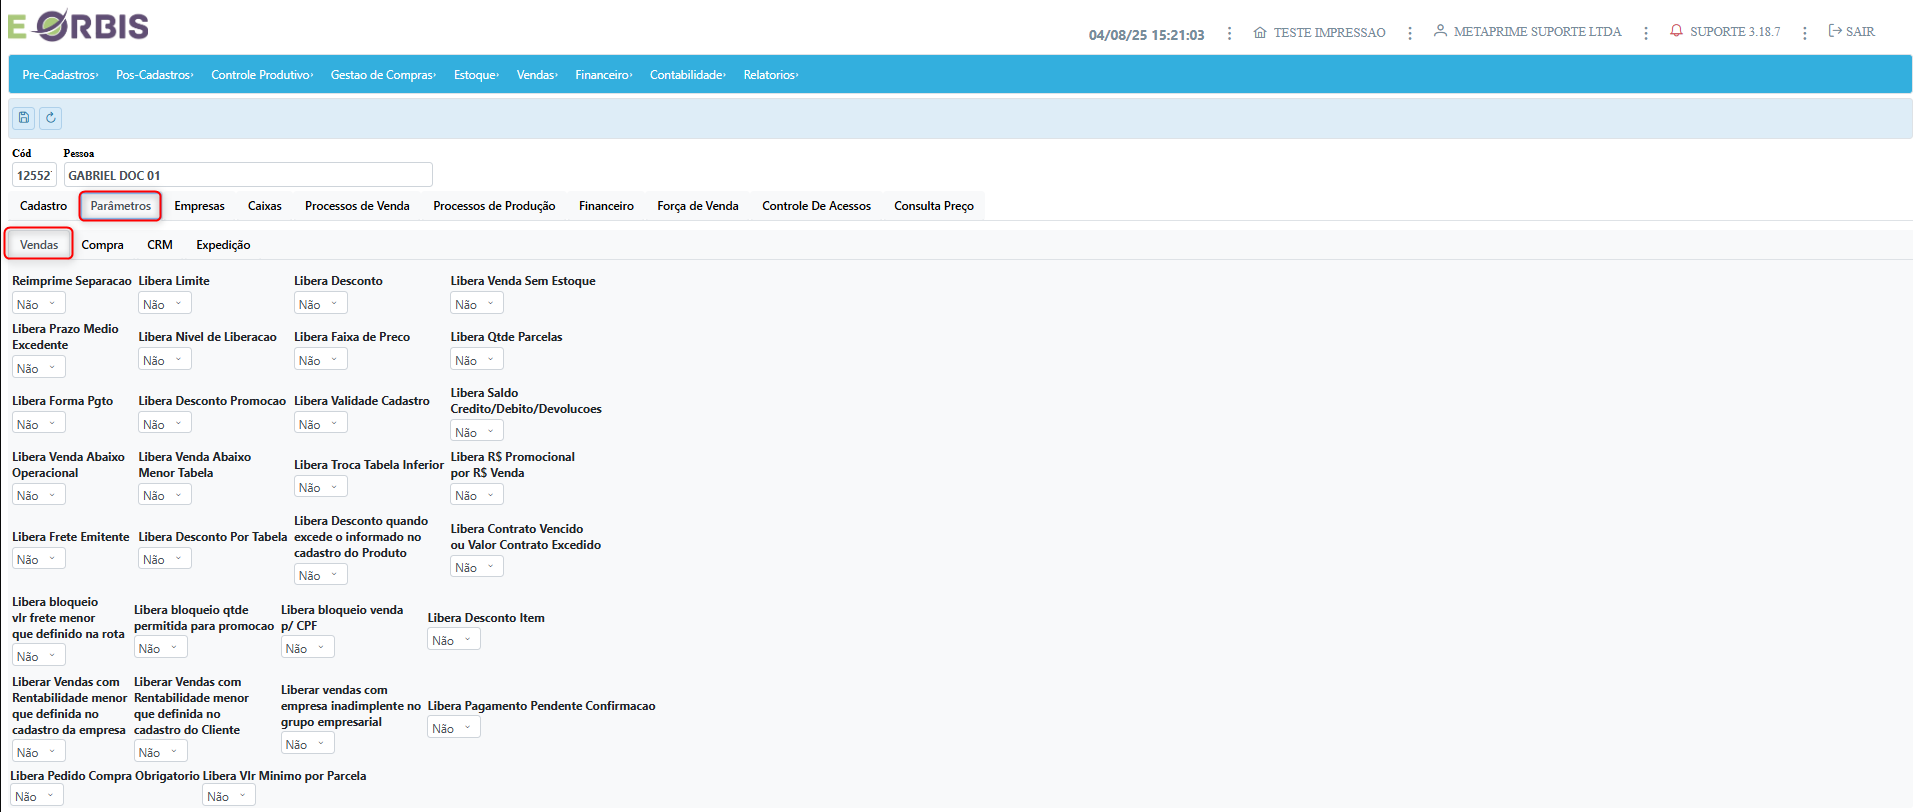 E ORBIS
04/08/25 15:21:03
TESTE IMPRESSAO
METAPRIME SUPORTE LTDA
SUPORTE 3.18.7
SAIR
Pre-Cadastros
Pos-Cadastros
Controle Produtivo
Gestao de Compras
Estoque
Vendas
Financeiro
Contabilidade
Relatorios
Cód
Pessoa
12552
GABRIEL DOC 01
Cadastro
Parâmetros
Empresas
Caixas
Processos de Venda
Processos de Produção
Financeiro
Força de Venda
Controle De Acessos
Consulta Preço
Vendas
Compra
CRM
Expedição
Reimprime Separacao
Não
Libera Limite
Não
Libera Desconto
Não
Libera Venda Sem Estoque
Não
Libera Prazo Medio
Excedente
Não
Libera Nivel de Liberacao
Não
Libera Faixa de Preco
Não
Libera Qtde Parcelas
Não
Libera Forma Pgto
Não
Libera Desconto Promocao
Não
Libera Validade Cadastro
Não
Libera Saldo
Credito/Debito/Devolucoes
Não
Libera Venda Abaixo
Operacional
Não
Libera Venda Abaixo
Menor Tabela
Não
Libera Troca Tabela Inferior
Não
Libera R$ Promocional
por R$ Venda
Não
Libera Frete Emitente
Não
Libera Desconto Por Tabela
Não
Libera Desconto quando
excede o informado no
cadastro do Produto
Não
Libera Contrato Vencido
ou Valor Contrato Excedido
Não
Libera bloqueio
vlr frete menor
que definido na rota
Não
Libera bloqueio qtde
permitida para promocao
Não
Libera bloqueio venda
p/ CPF
Não
Libera Desconto Item
Não
Liberar Vendas com
Rentabilidade menor
que definida no
cadastro da empresa
Não
Liberar Vendas com
Rentabilidade menor
que definida no
cadastro do Cliente
Não
Liberar vendas com
empresa inadimplente no
grupo empresarial
Não
Libera Pagamento Pendente Confirmacao
Não
Libera Pedido Compra Obrigatorio
Não
Libera Vlr Minimo por Parcela
Não